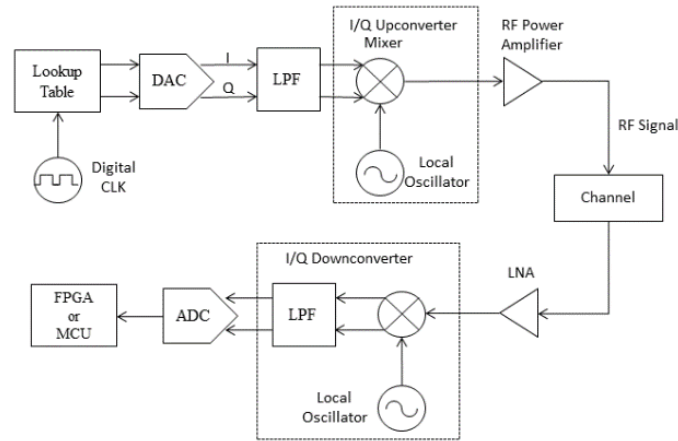 I/Q Upconverter
Mixer
RF Power
Amplifier
Lookup
Table
DAC
I
Q
LPF
RF Signal
Digital
CLK
Local
Oscillator
Channel
I/Q Downconverter
LNA
FPGA
or
MCU
ADC
LPF
Local
Oscillator